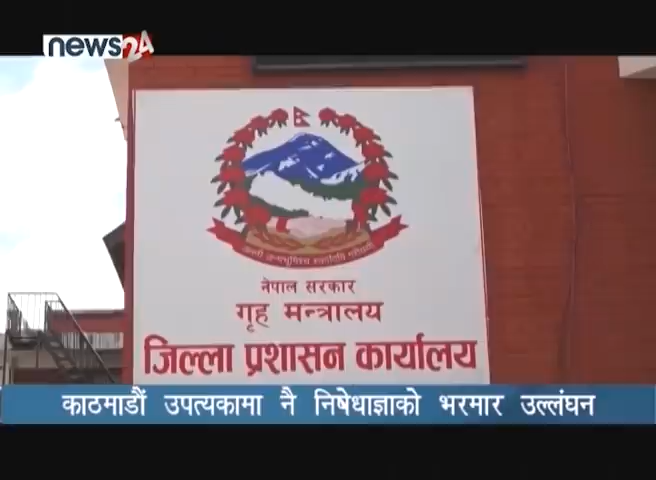 news24
नेपाल सरकार
गृह मन्त्रालय
जिल्ला प्रशासन कार्यालय
काठमाडौं उपत्यकामा नै निषेधाज्ञाको भरमार उल्लंघन